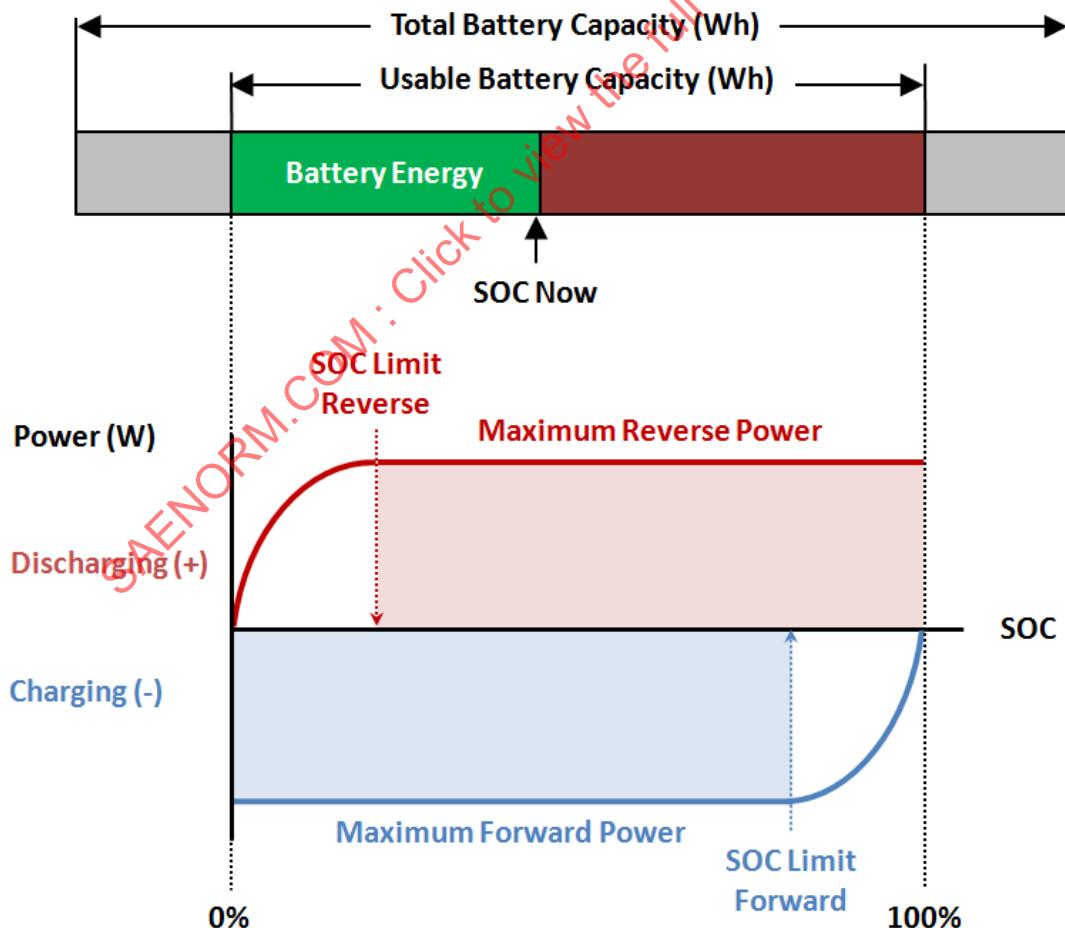 Total Battery Capacity (Wh)
Usable Battery Capacity (Wh)
Battery Energy
SOC Now
SOC Limit
Reverse
Power (W)
Maximum Reverse Power
Discharging (+)
SOC
Charging (-)
Maximum Forward Power
SOC Limit
Forward
0%
100%
SAENORM.COM : Click to view the full